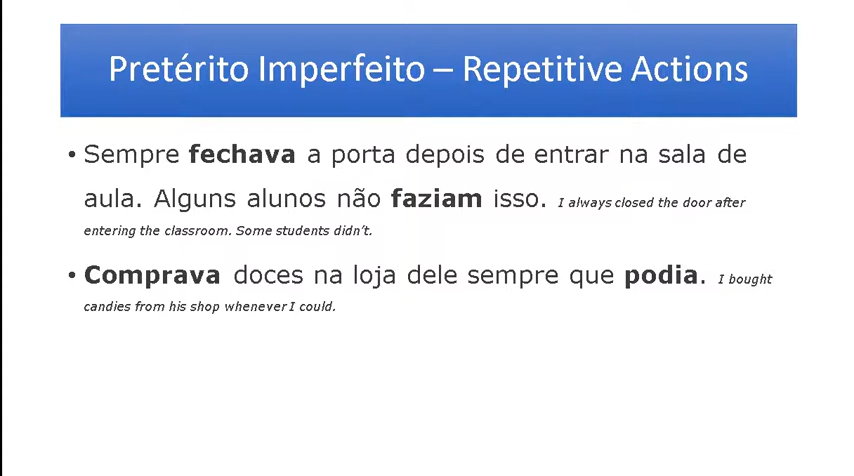 Pretérito Imperfeito – Repetitive Actions
• Sempre fechava a porta depois de entrar na sala de
aula. Alguns alunos não faziam isso. I always closed the door after
entering the classroom. Some students didn’t.
• Comprava doces na loja dele sempre que podia. I bought
candies from his shop whenever I could.